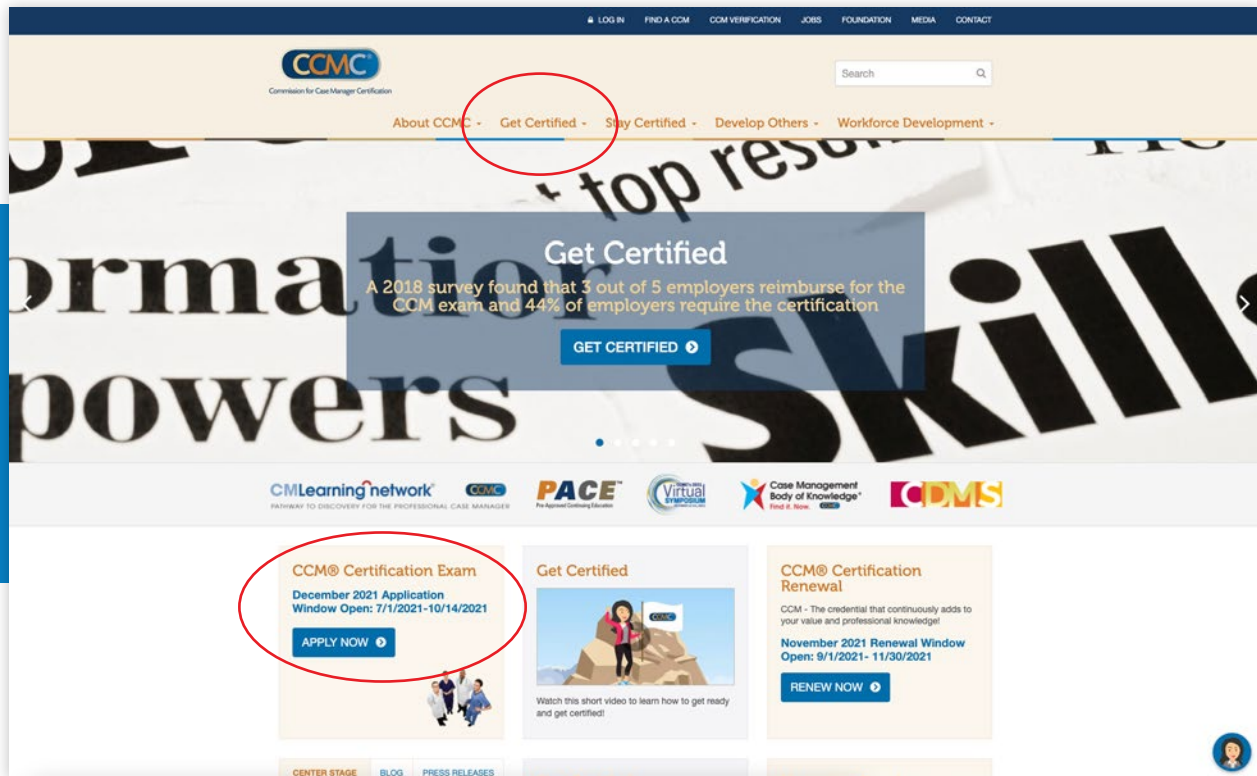 LOG IN FIND A CCM CCM VERIFICATION JOBS FOUNDATION MEDIA CONTACT
CCMC®
Commission for Case Manager Certification
Search
About CCMC Get Certified Stay Certified Develop Others Workforce Development
top resu
ormation
powers
Skill
Get Certified
A 2018 survey found that 3 out of 5 employers reimburse for the
CCM exam and 44% of employers require the certification
GET CERTIFIED
CMLearning network® CCMC
PATHWAY TO DISCOVERY FOR THE PROFESSIONAL CASE MANAGER
PACE™
Pre-Approved Continuing Education
Virtual
SYMPOSIUM
Case Management
Body of Knowledge®
Find it. Now. CCMC
CDMS
CCM® Certification Exam
December 2021 Application
Window Open: 7/1/2021-10/14/2021
APPLY NOW
Get Certified
CCMC
Watch this short video to learn how to get ready
and get certified!
CCM® Certification
Renewal
CCM - The credential that continuously adds to
your value and professional knowledge!
November 2021 Renewal Window
Open: 9/1/2021- 11/30/2021
RENEW NOW
CENTER STAGE BLOG PRESS RELEASES